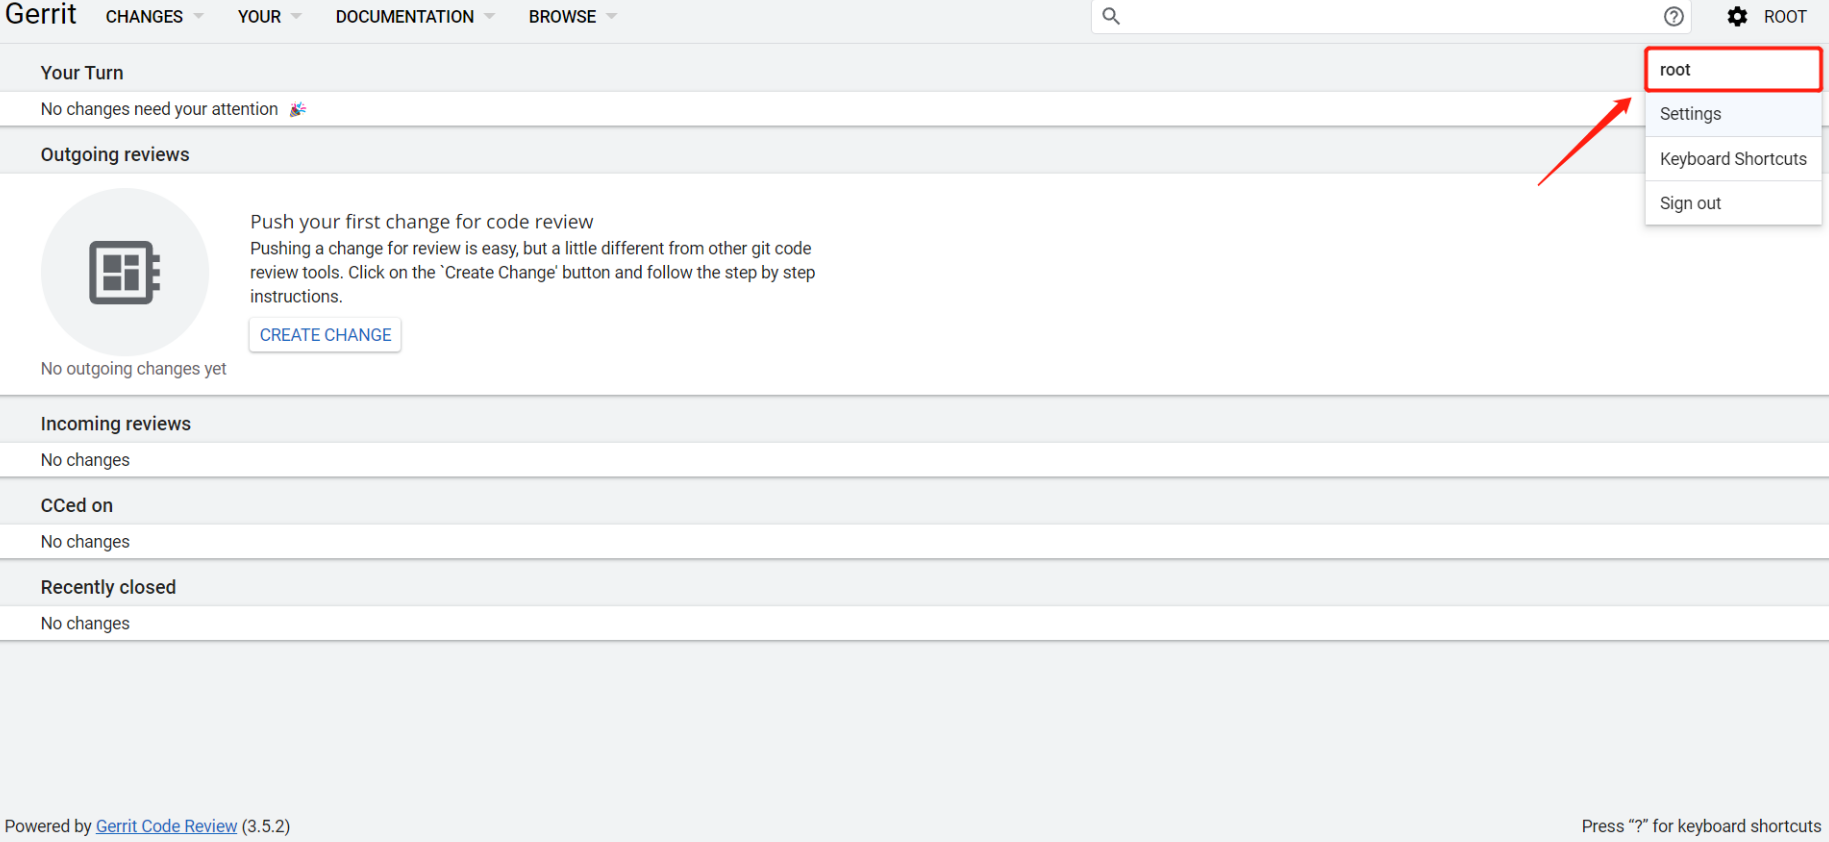 Gerrit CHANGES YOUR DOCUMENTATION BROWSE ROOT
Your Turn
root
No changes need your attention
Settings
Outgoing reviews
Keyboard Shortcuts
Sign out
Push your first change for code review
Pushing a change for review is easy, but a little different from other git code
review tools. Click on the `Create Change' button and follow the step by step
instructions.
CREATE CHANGE
No outgoing changes yet
Incoming reviews
No changes
CCed on
No changes
Recently closed
No changes
Powered by Gerrit Code Review (3.5.2)
Press “?” for keyboard shortcuts